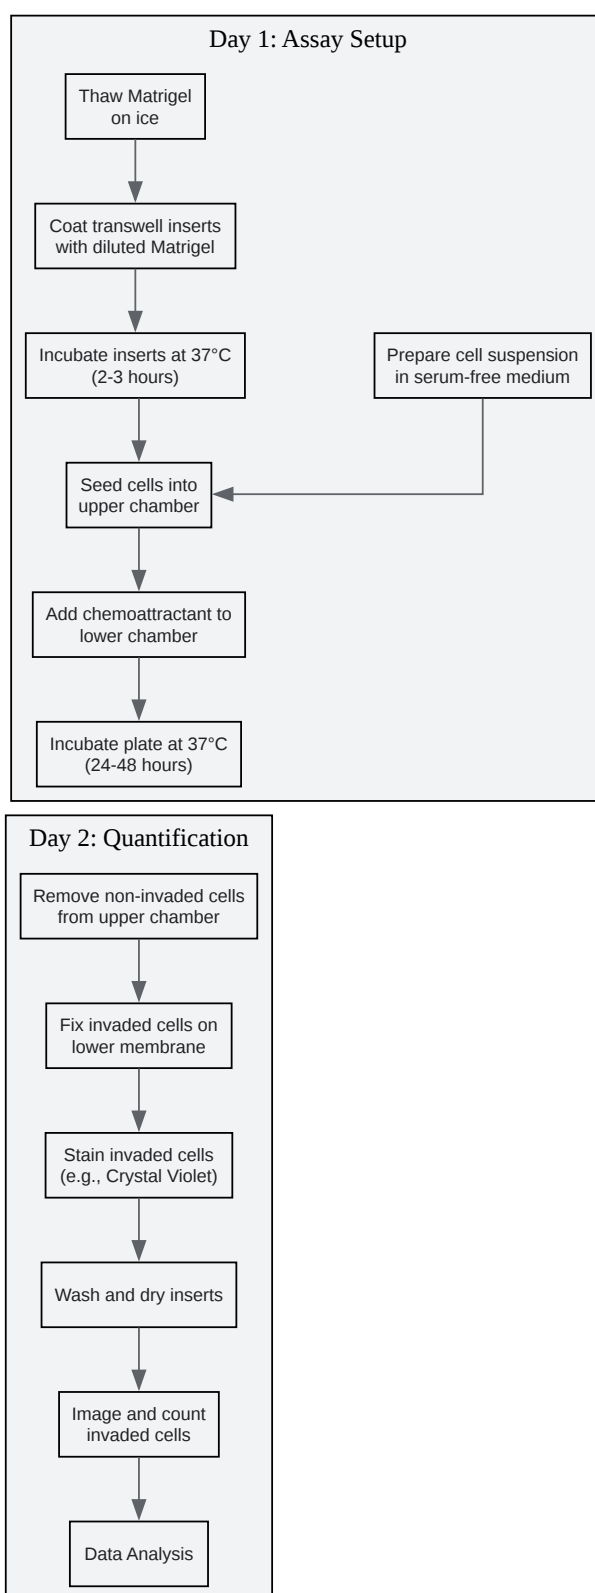 Day 1: Assay Setup
Thaw Matrigel
on ice
Coat transwell inserts
with diluted Matrigel
Incubate inserts at 37°C
(2-3 hours)
Prepare cell suspension
in serum-free medium
Seed cells into
upper chamber
Add chemoattractant to
lower chamber
Incubate plate at 37°C
(24-48 hours)
Day 2: Quantification
Remove non-invaded cells
from upper chamber
Fix invaded cells on
lower membrane
Stain invaded cells
(e.g., Crystal Violet)
Wash and dry inserts
Image and count
invaded cells
Data Analysis